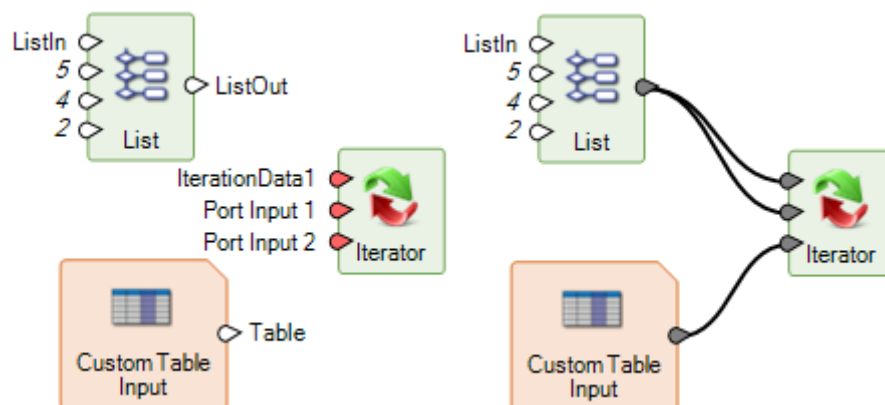 ListIn
5
4
2
List
ListOut
IterationData1
Port Input 1
Port Input 2
Iterator
Table
Custom Table
Input
ListIn
5
4
2
List
Iterator
Custom Table
Input